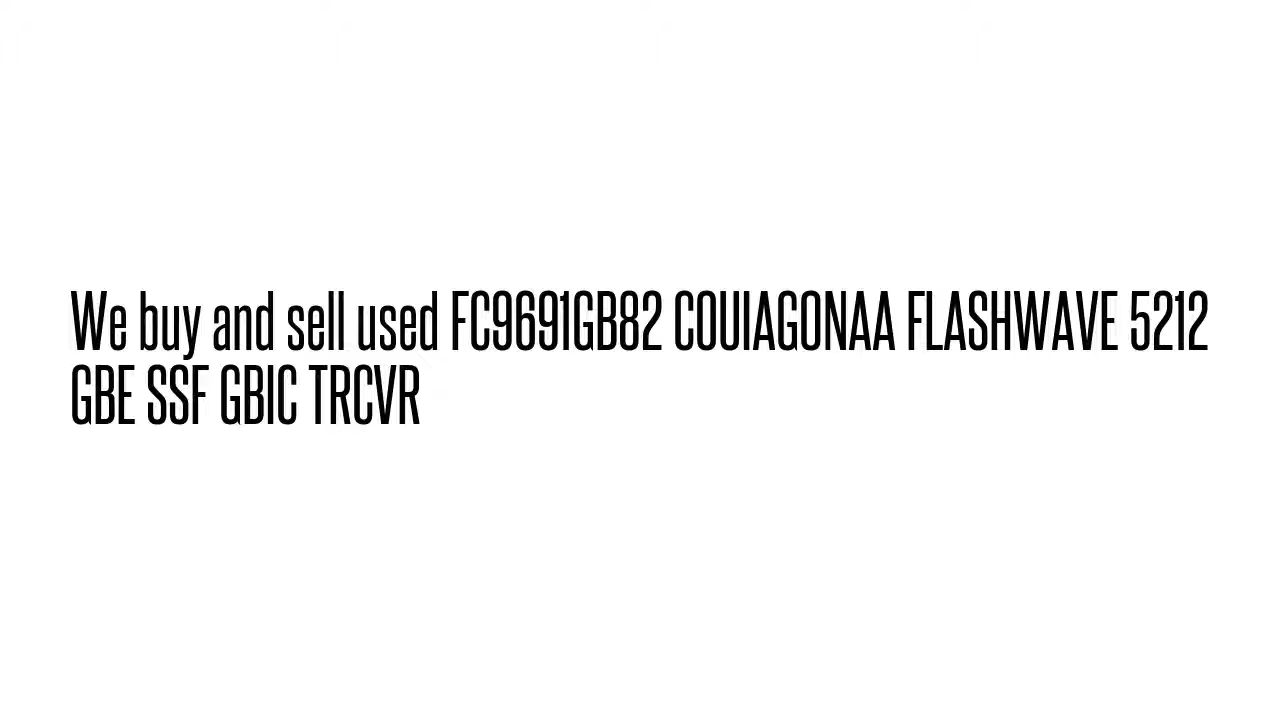 We buy and sell used FC9691GB82 COUIAGONAA FLASHWAVE 5212
GBE SSF GBIC TRCVR